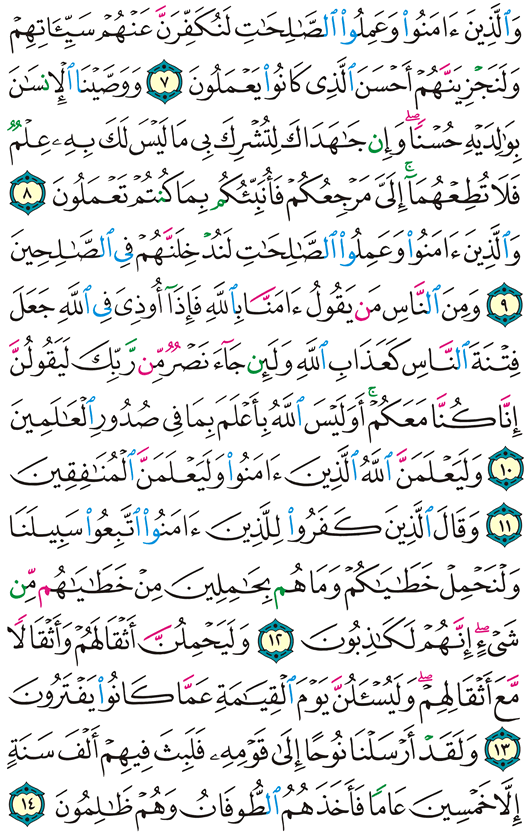 وَٱلَّذِينَ ءَامَنُوا۟ وَعَمِلُوا۟ ٱلصَّـٰلِحَـٰتِ لَنُكَفِّرَنَّ عَنْهُمْ سَيِّـَٔاتِهِمْ
وَلَنَجْزِيَنَّهُمْ أَحْسَنَ ٱلَّذِى كَانُوا۟ يَعْمَلُونَ ٧ وَوَصَّيْنَا ٱلْإِنسَـٰنَ
بِوَٰلِدَيْهِ حُسْنًا ۖ وَإِن جَـٰهَدَاكَ لِتُشْرِكَ بِى مَا لَيْسَ لَكَ بِهِۦ عِلْمٌ
فَلَا تُطِعْهُمَآ ۚ إِلَىَّ مَرْجِعُكُمْ فَأُنَبِّئُكُم بِمَا كُنتُمْ تَعْمَلُونَ ٨
وَٱلَّذِينَ ءَامَنُوا۟ وَعَمِلُوا۟ ٱلصَّـٰلِحَـٰتِ لَنُدْخِلَنَّهُمْ فِى ٱلصَّـٰلِحِينَ
٩ وَمِنَ ٱلنَّاسِ مَن يَقُولُ ءَامَنَّا بِٱللَّهِ فَإِذَآ أُوذِىَ فِى ٱللَّهِ جَعَلَ
فِتْنَةَ ٱلنَّاسِ كَعَذَابِ ٱللَّهِ وَلَئِن جَآءَ نَصْرٌ مِّن رَّبِّكَ لَيَقُولُنَّ
إِنَّا كُنَّا مَعَكُمْ ۚ أَوَلَيْسَ ٱللَّهُ بِأَعْلَمَ بِمَا فِى صُدُورِ ٱلْعَـٰلَمِينَ
١٠ وَلَيَعْلَمَنَّ ٱللَّهُ ٱلَّذِينَ ءَامَنُوا۟ وَلَيَعْلَمَنَّ ٱلْمُنَـٰفِقِينَ
١١ وَقَالَ ٱلَّذِينَ كَفَرُوا۟ لِلَّذِينَ ءَامَنُوا۟ ٱتَّبِعُوا۟ سَبِيلَنَا
وَلْنَحْمِلْ خَطَـٰيَـٰكُمْ وَمَا هُم بِحَـٰمِلِينَ مِنْ خَطَـٰيَـٰهُم مِّن
شَىْءٍ ۖ إِنَّهُمْ لَكَـٰذِبُونَ ١٢ وَلَيَحْمِلُنَّ أَثْقَالَهُمْ وَأَثْقَالًا
مَّعَ أَثْقَالِهِمْ ۖ وَلَيُسْـَٔلُنَّ يَوْمَ ٱلْقِيَـٰمَةِ عَمَّا كَانُوا۟ يَفْتَرُونَ
١٣ وَلَقَدْ أَرْسَلْنَا نُوحًا إِلَىٰ قَوْمِهِۦ فَلَبِثَ فِيهِمْ أَلْفَ سَنَةٍ
إِلَّا خَمْسِينَ عَامًا فَأَخَذَهُمُ ٱلطُّوفَانُ وَهُمْ ظَـٰلِمُونَ ١٤